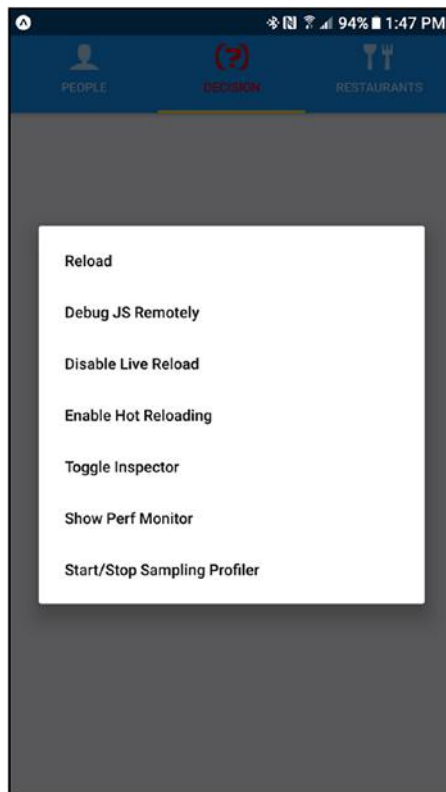 94% 1:47 PM
PEOPLE DECISION RESTAURANTS
Reload
Debug JS Remotely
Disable Live Reload
Enable Hot Reloading
Toggle Inspector
Show Perf Monitor
Start/Stop Sampling Profiler